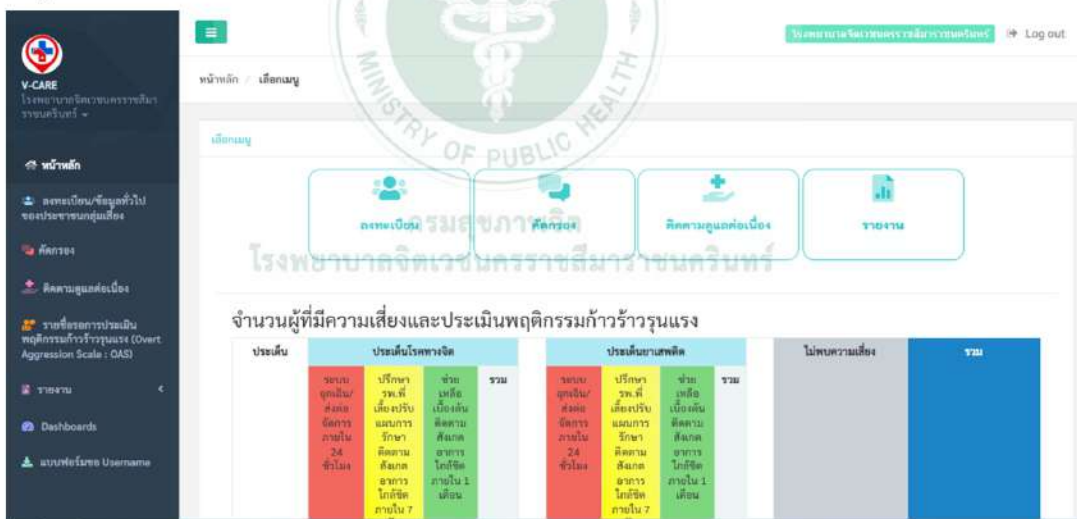 V-CARE
โรงพยาบาลจิตเวชนครราชสีมา
ราชนครินทร์
หน้าหลัก
ลงทะเบียน/ข้อมูลทั่วไป
ของประชาชนกลุ่มเสี่ยง
คัดกรอง
ติดตามดูแลต่อเนื่อง
รายชื่อรอการประเมิน
พฤติกรรมก้าวร้าวรุนแรง (Overt
Aggression Scale : OAS)
รายงาน
Dashboards
แบบฟอร์มขอ Username
โรงพยาบาลจิตเวชนครราชสีมาราชนครินทร์ Log out
หน้าหลัก / เลือกเมนู
MINISTRY OF PUBLIC HEALTH
เลือกเมนู
ลงทะเบียน คัดกรอง ติดตามดูแลต่อเนื่อง รายงาน
กรมสุขภาพจิต
โรงพยาบาลจิตเวชนครราชสีมาราชนครินทร์
จำนวนผู้ที่มีความเสี่ยงและประเมินพฤติกรรมก้าวร้าวรุนแรง
ประเด็น ประเด็นโรคทางจิต ประเด็นยาเสพติด ไม่พบความเสี่ยง รวม
ระบบ
ฉุกเฉิน/
ส่งต่อ
จัดการ
ภายใน
24
ชั่วโมง
ปรึกษา
รพ.พี่
เลี้ยงปรับ
แผนการ
รักษา
ติดตาม
สังเกต
อาการ
ใกล้ชิด
ภายใน 7
ช่วย
เหลือ
เบื้องต้น
ติดตาม
สังเกต
อาการ
ใกล้ชิด
ภายใน 1
เดือน
รวม
ระบบ
ฉุกเฉิน/
ส่งต่อ
จัดการ
ภายใน
24
ชั่วโมง
ปรึกษา
รพ.พี่
เลี้ยงปรับ
แผนการ
รักษา
ติดตาม
สังเกต
อาการ
ใกล้ชิด
ภายใน 7
ช่วย
เหลือ
เบื้องต้น
ติดตาม
สังเกต
อาการ
ใกล้ชิด
ภายใน 1
เดือน
รวม